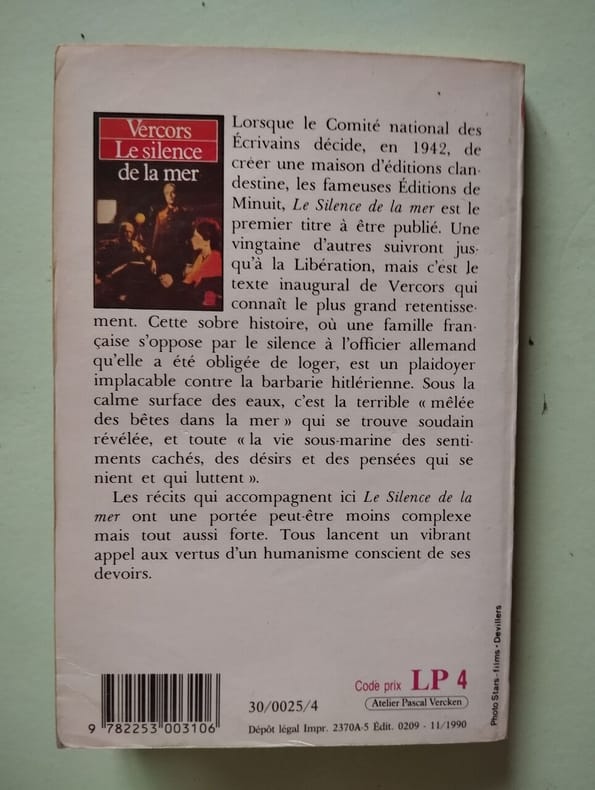 Vercors
Le silence
de la mer
Lorsque le Comité national des
Écrivains décide, en 1942, de
créer une maison d'éditions clan-
destine, les fameuses Éditions de
Minuit, Le Silence de la mer est le
premier titre à être publié. Une
vingtaine d'autres suivront jus-
qu'à la Libération, mais c'est le
texte inaugural de Vercors qui
connaît le plus grand retentisse-
ment. Cette sobre histoire, où une famille fran-
çaise s'oppose par le silence à l'officier allemand
qu'elle a été obligée de loger, est un plaidoyer
implacable contre la barbarie hitlérienne. Sous la
calme surface des eaux, c'est la terrible « mêlée
des bêtes dans la mer » qui se trouve soudain
révélée, et toute « la vie sous-marine des senti-
ments cachés, des désirs et des pensées qui se
nient et qui luttent ».
Les récits qui accompagnent ici Le Silence de la
mer ont une portée peut-être moins complexe
mais tout aussi forte. Tous lancent un vibrant
appel aux vertus d'un humanisme conscient de ses
devoirs.
9 782253 003106
30/0025/4
Code prix LP 4
Atelier Pascal Vercken
Dépôt légal Impr. 2370A-5 Édit. 0209 - 11/1990
Photo Stars-films - Devillers